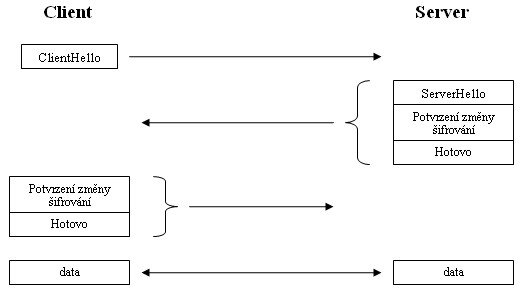 Client
Server
ClientHello
ServerHello
Potvrzení změny
šifrování
Hotovo
Potvrzení změny
šifrování
Hotovo
data
data